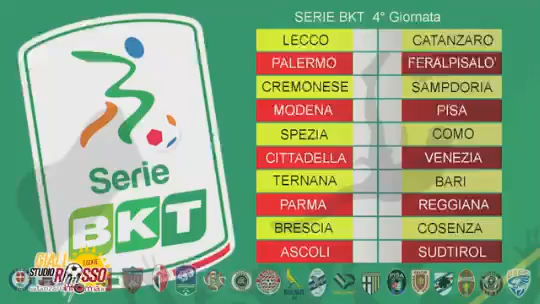 SERIE BKT 4° Giornata
LECCO CATANZARO
PALERMO FERALPISALO'
CREMONESE SAMPDORIA
MODENA PISA
SPEZIA COMO
CITTADELLA VENEZIA
TERNANA BARI
PARMA REGGIANA
BRESCIA COSENZA
ASCOLI SUDTIROL
Serie
BKT
GIALL
STUDIO
ROSSO